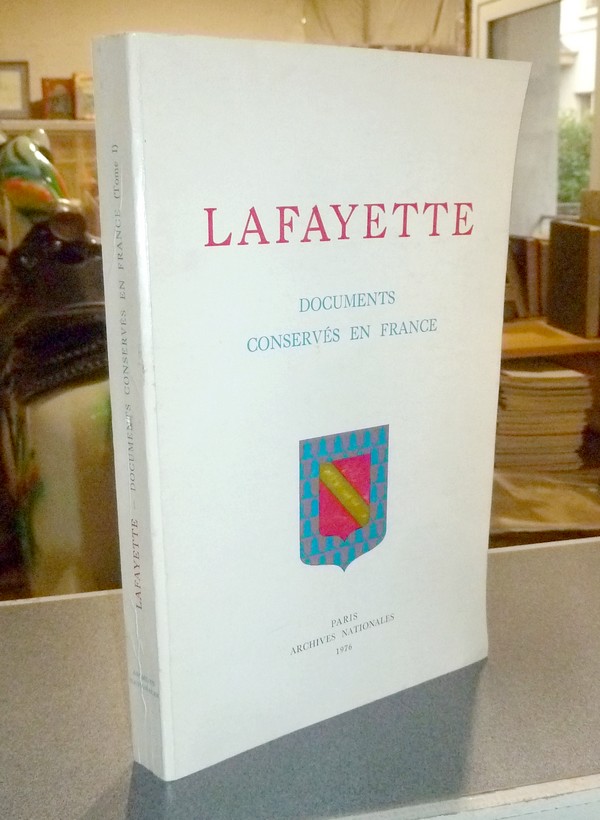 LAFAYETTE
DOCUMENTS
CONSERVÉS EN FRANCE
PARIS
ARCHIVES NATIONALES
1976
LAFAYETTE – DOCUMENTS CONSERVÉS EN FRANCE (Tome I)